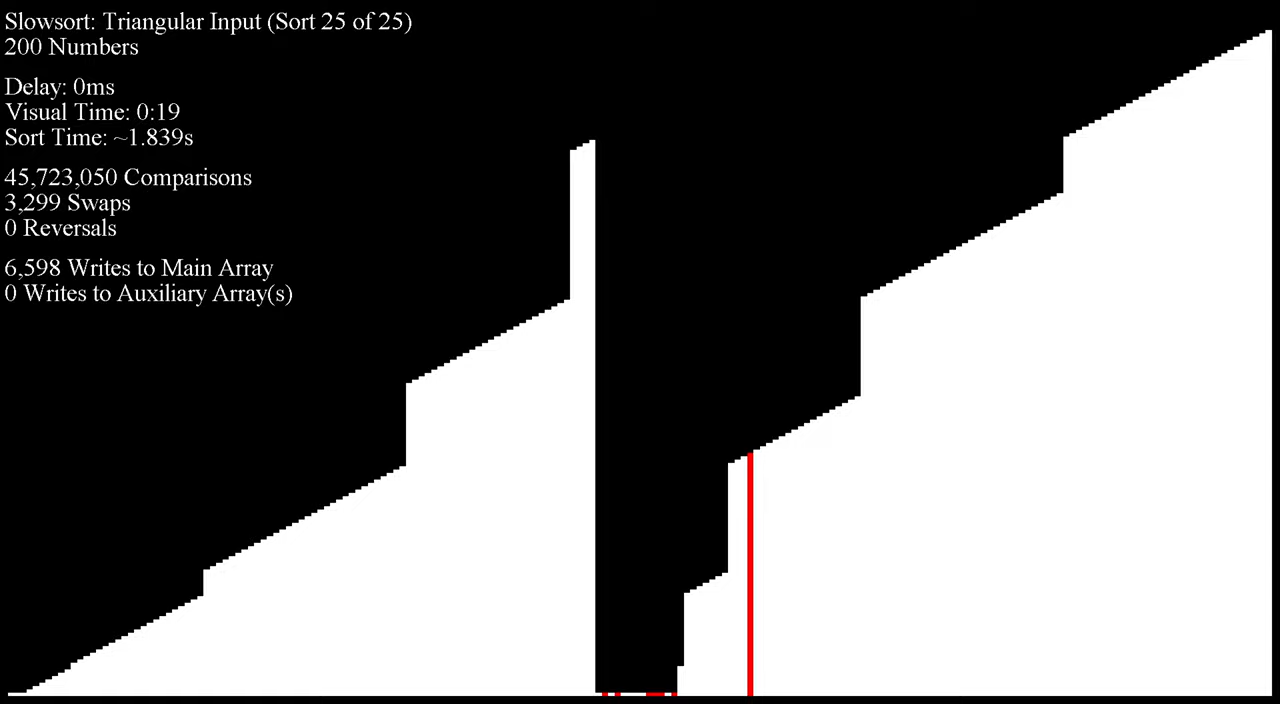 Slowsort: Triangular Input (Sort 25 of 25)
200 Numbers
Delay: 0ms
Visual Time: 0:19
Sort Time: ~1.839s
45,723,050 Comparisons
3,299 Swaps
0 Reversals
6,598 Writes to Main Array
0 Writes to Auxiliary Array(s)